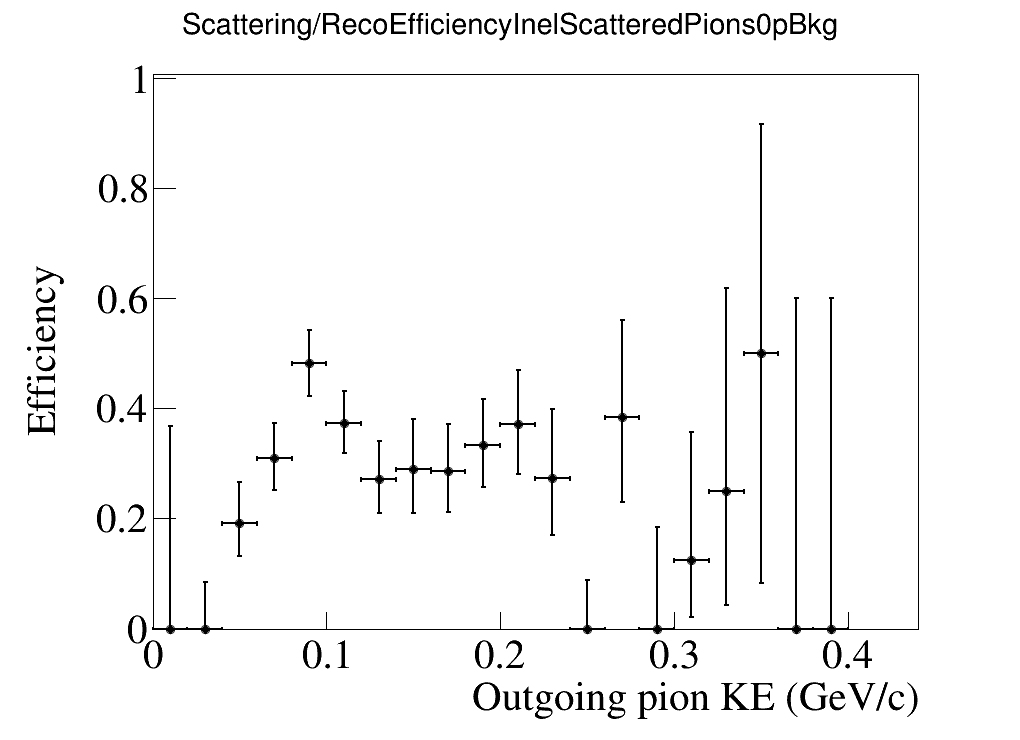 Scattering/RecoEfficiencyInelScatteredPions0pBkg
1
0.8
0.6
0.4
0.2
0
Efficiency
0 0.1 0.2 0.3 0.4
Outgoing pion KE (GeV/c)